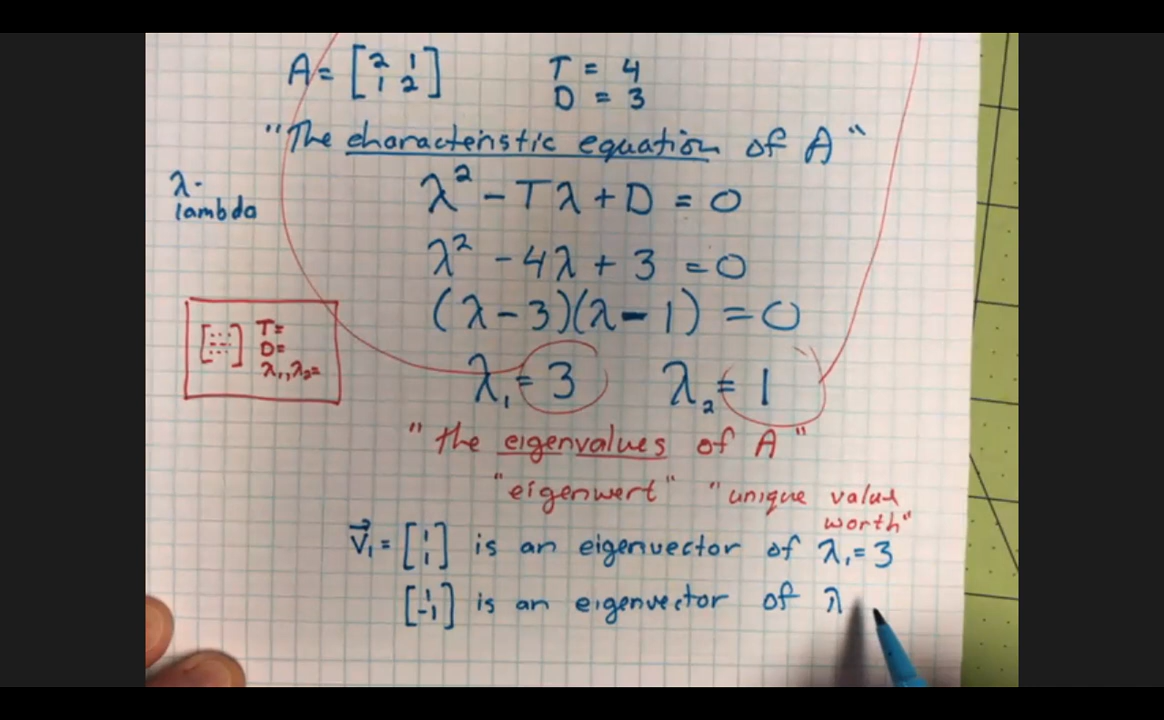 A = [2 1
1 2] T = 4
D = 3
"The characteristic equation of A"
λ-
lambda
λ² - Tλ + D = 0
λ² - 4λ + 3 = 0
(λ - 3)(λ - 1) = 0
T=
D=
λ₁, λ₂=
λ₁ = 3 λ₂ = 1
"the eigenvalues of A"
"eigenwert" "unique value
worth"
v⃗₁ = [1
1] is an eigenvector of λ₁ = 3
[1
-1] is an eigenvector of λ